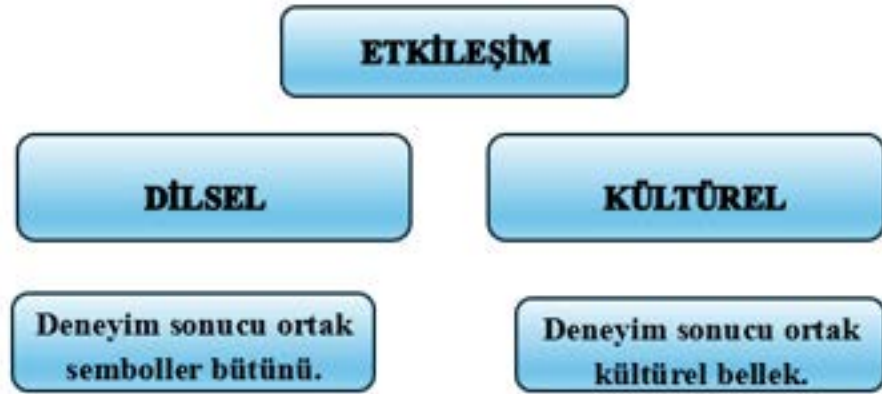 ETKİLEŞİM
DİLSEL
KÜLTÜREL
Deneyim sonucu ortak
semboller bütünü.
Deneyim sonucu ortak
kültürel bellek.